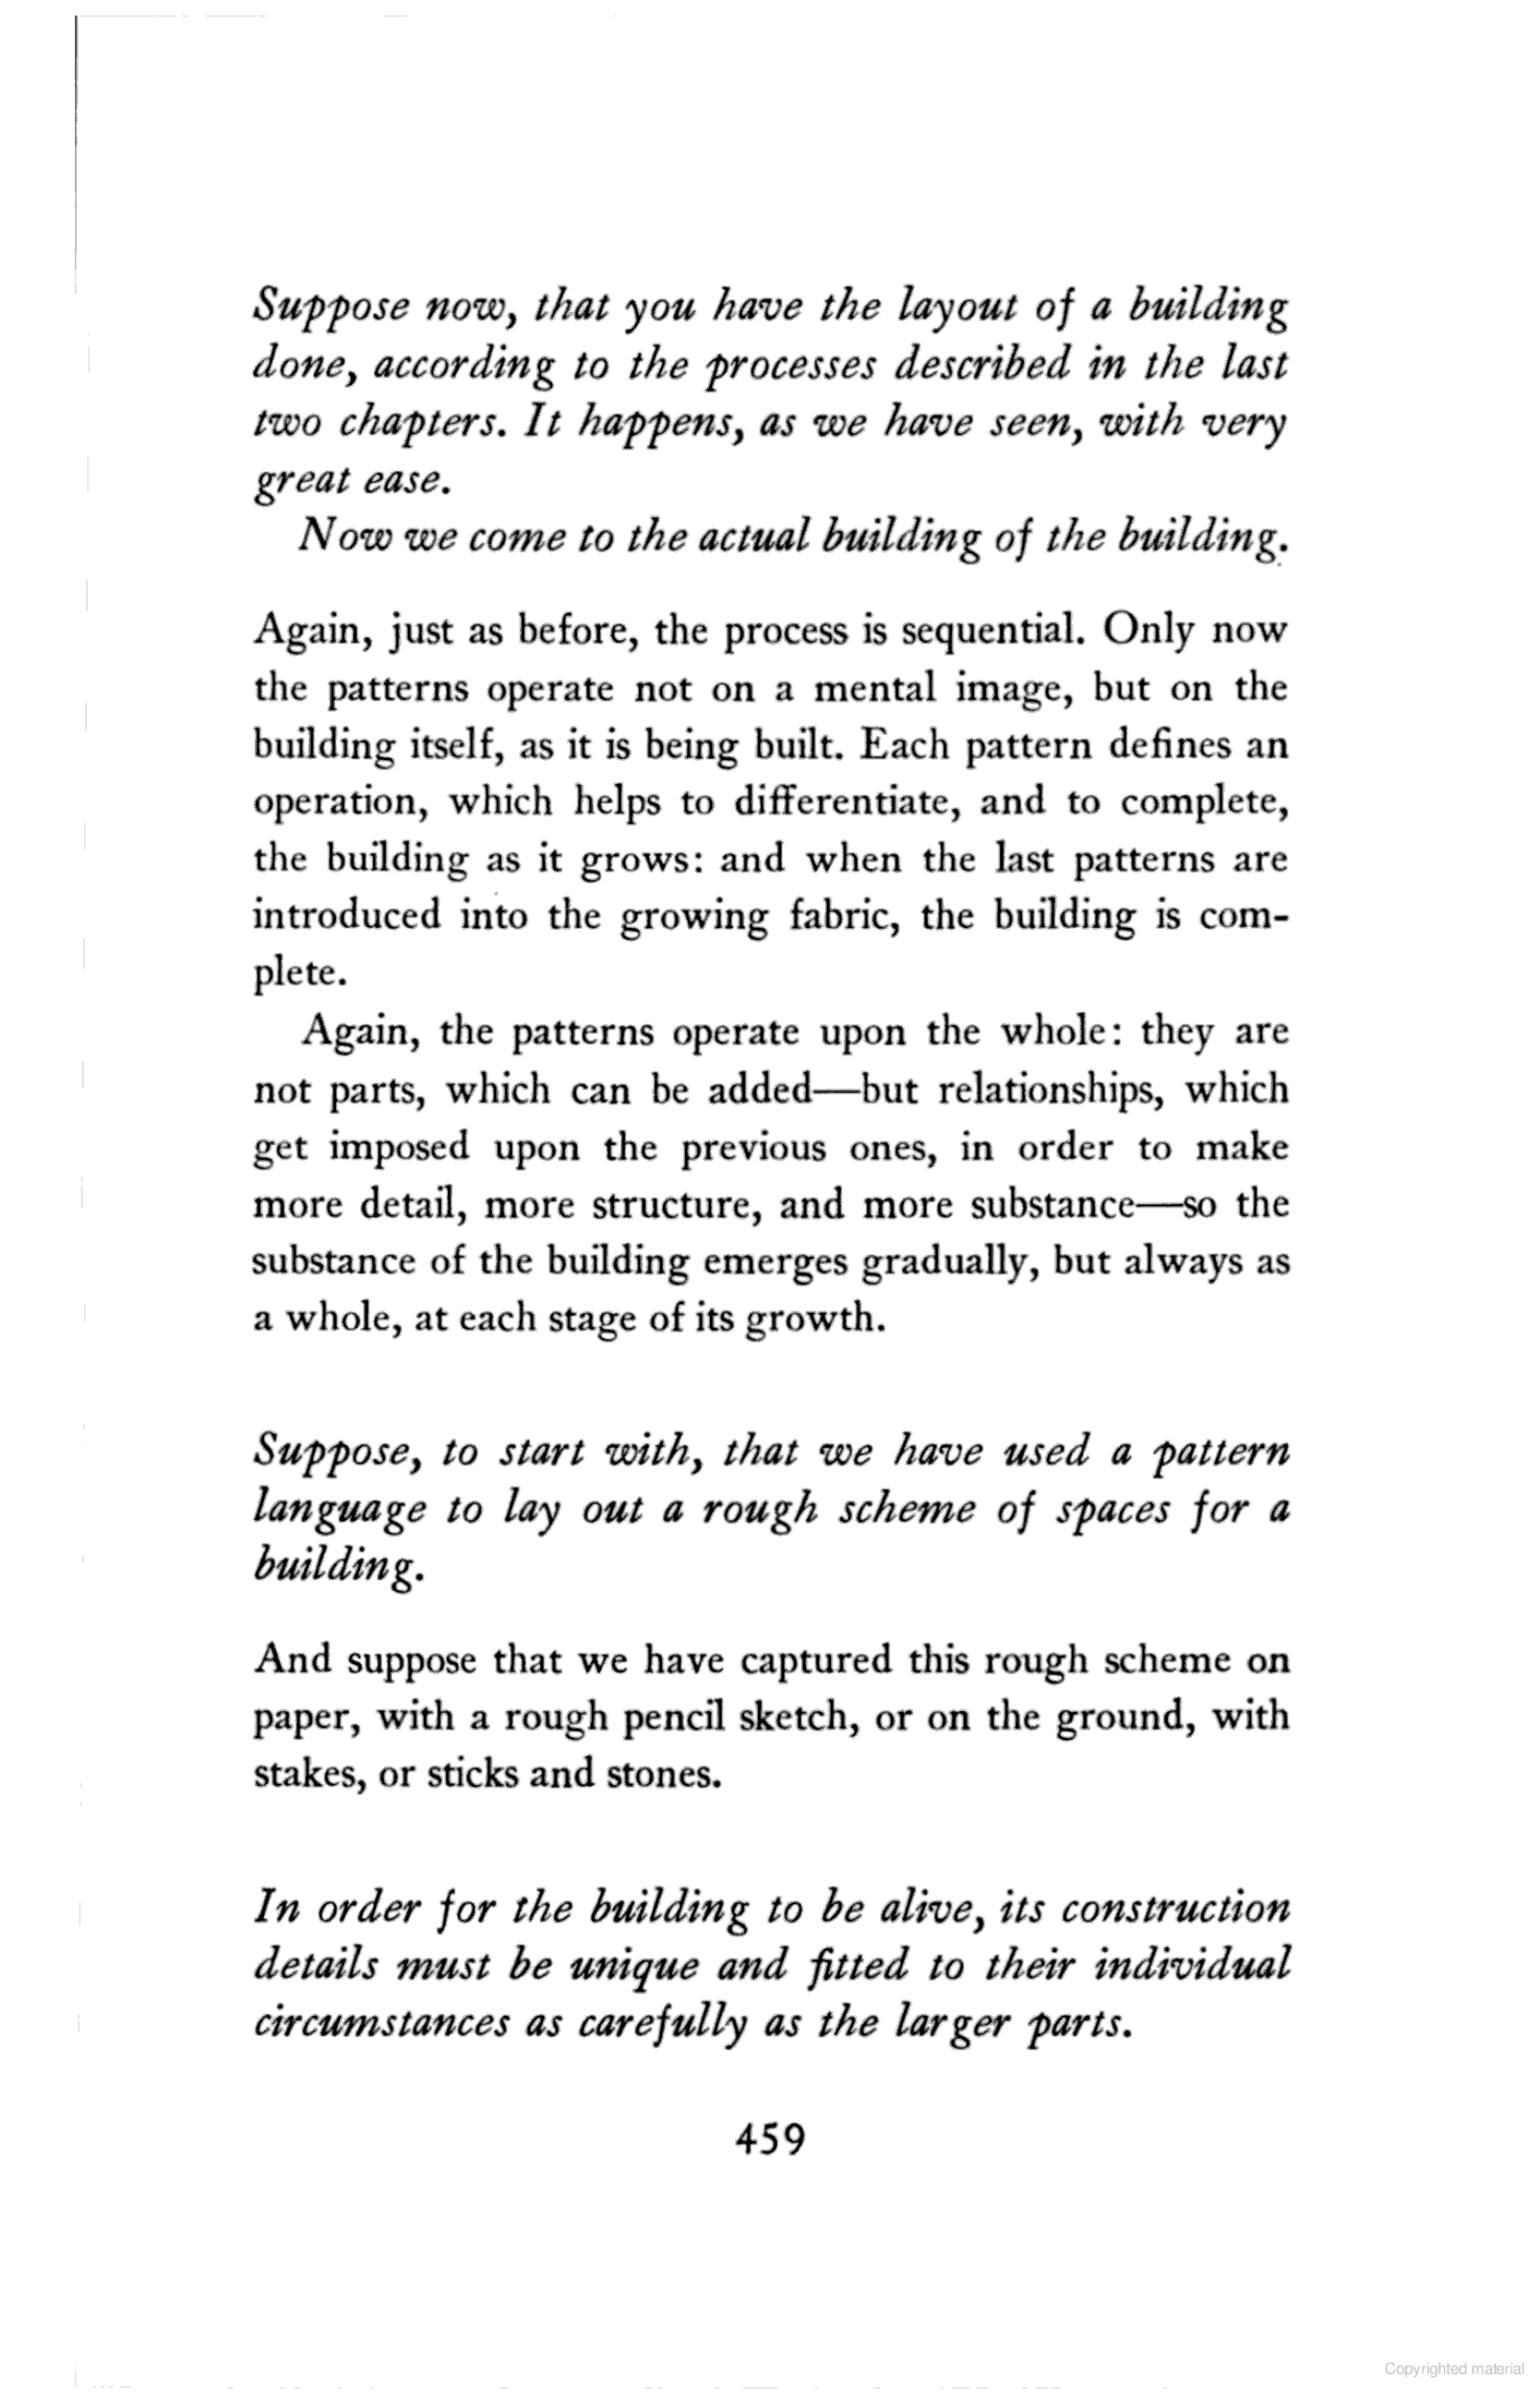 Suppose now, that you have the layout of a building
done, according to the processes described in the last
two chapters. It happens, as we have seen, with very
great ease.
Now we come to the actual building of the building.
Again, just as before, the process is sequential. Only now
the patterns operate not on a mental image, but on the
building itself, as it is being built. Each pattern defines an
operation, which helps to differentiate, and to complete,
the building as it grows: and when the last patterns are
introduced into the growing fabric, the building is com-
plete.
Again, the patterns operate upon the whole: they are
not parts, which can be added—but relationships, which
get imposed upon the previous ones, in order to make
more detail, more structure, and more substance—so the
substance of the building emerges gradually, but always as
a whole, at each stage of its growth.
Suppose, to start with, that we have used a pattern
language to lay out a rough scheme of spaces for a
building.
And suppose that we have captured this rough scheme on
paper, with a rough pencil sketch, or on the ground, with
stakes, or sticks and stones.
In order for the building to be alive, its construction
details must be unique and fitted to their individual
circumstances as carefully as the larger parts.
459
Copyrighted material